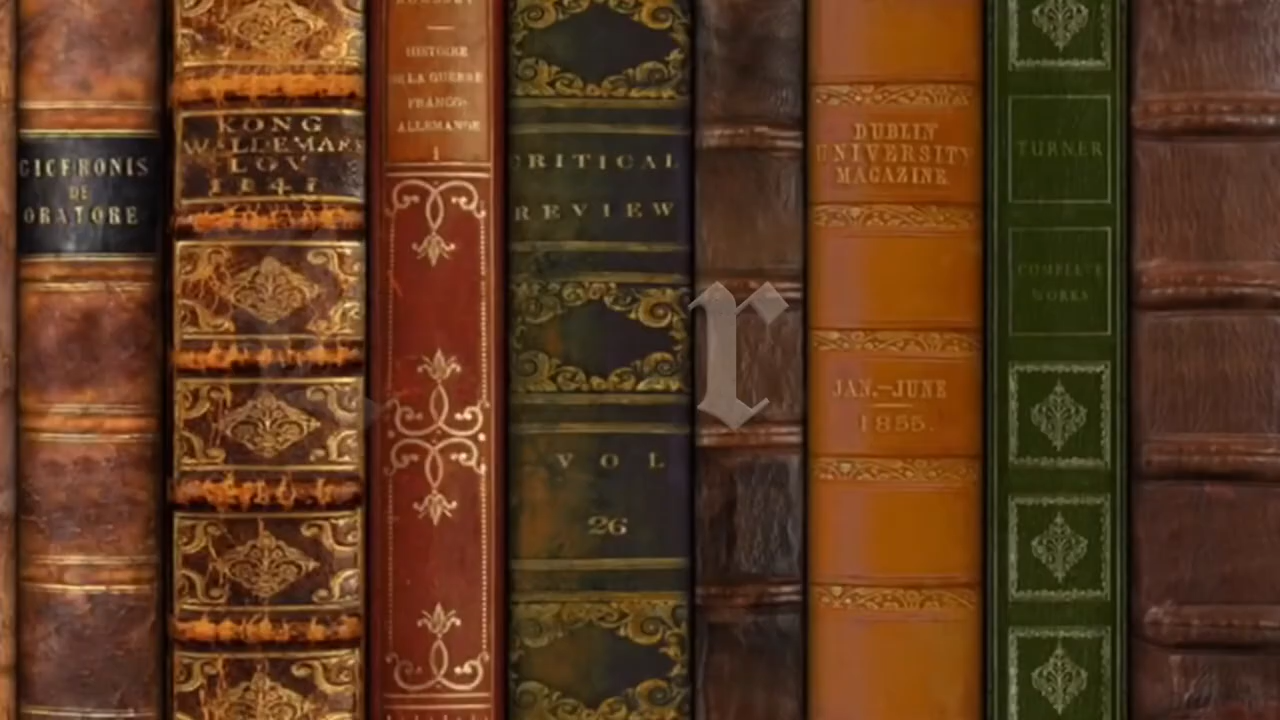 CICERONIS
DE
ORATORE
KONG
WALDEMARS
LOV
1847
HISTOIRE
DE LA GUERRE
FRANCO-
ALLEMANDE
1
CRITICAL
REVIEW
VOL
26
r
DUBLIN
UNIVERSITY
MAGAZINE
JAN.—JUNE
1855.
TURNER
COMPLETE
WORKS